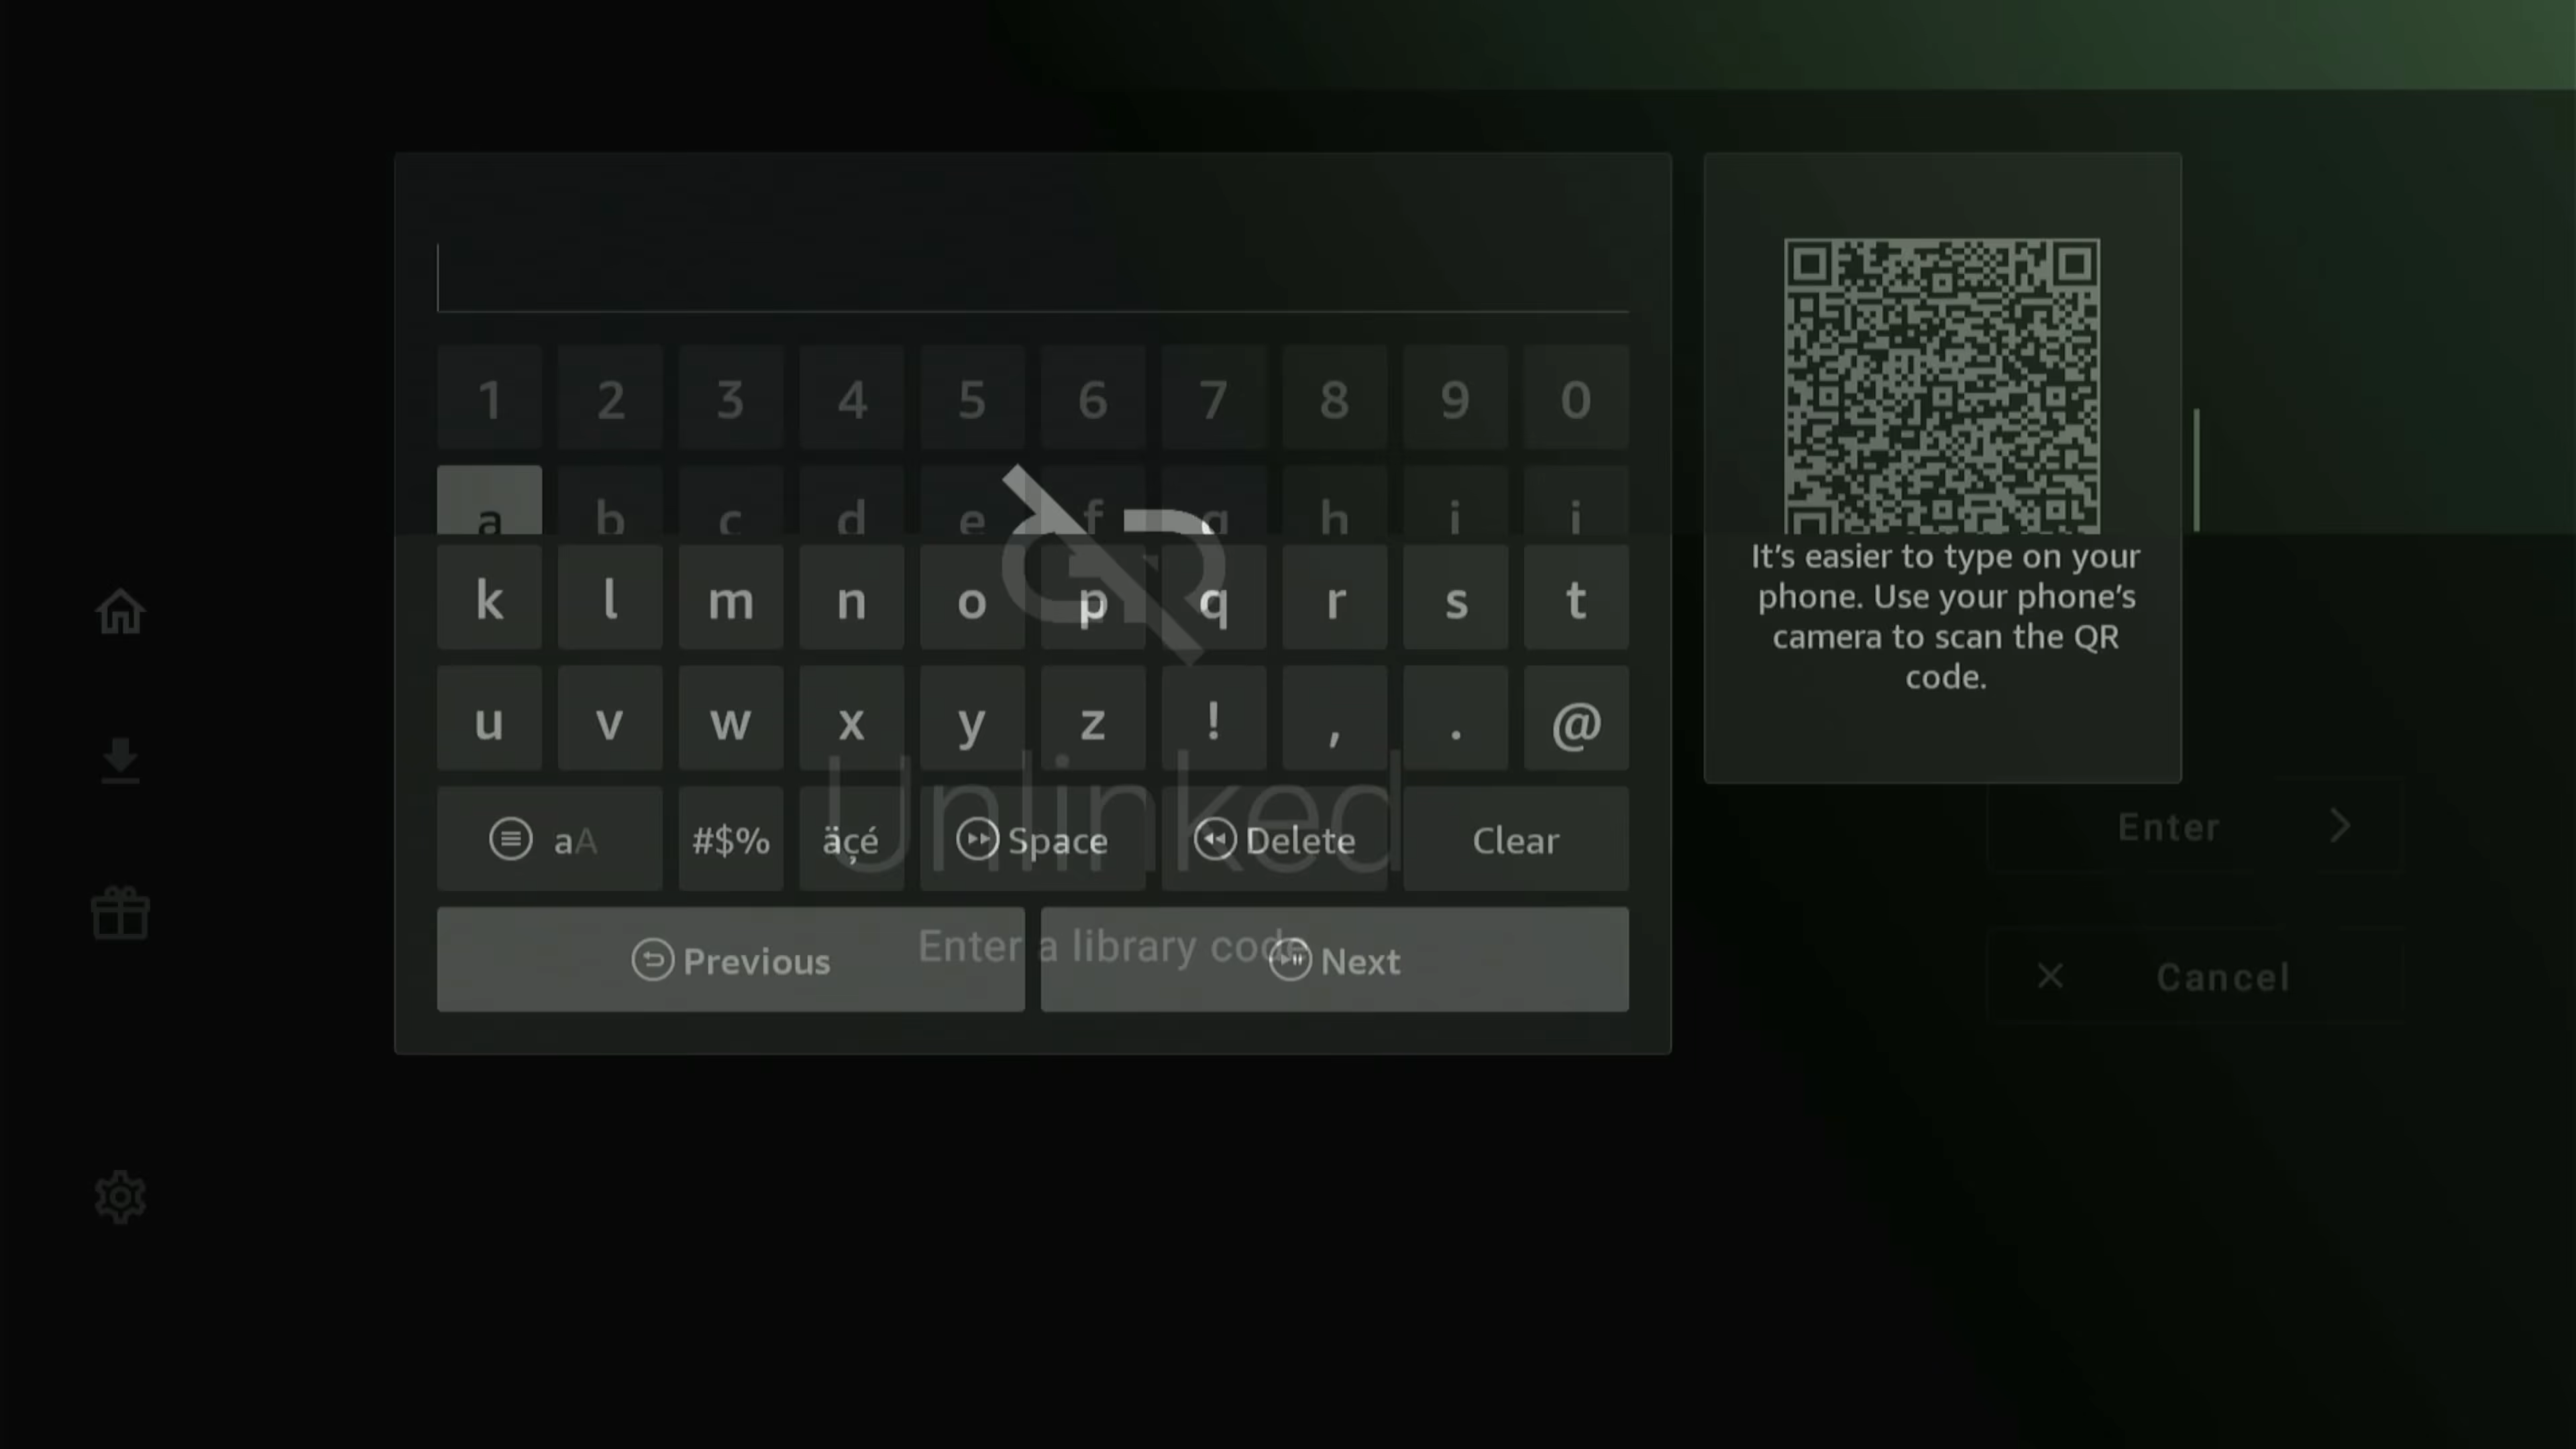 1 2 3 4 5 6 7 8 9 0
a b c d e f g h i j
k l m n o p q r s t
u v w x y z ! , . @
aA #$% äçé Space Delete Clear
Previous Next
It's easier to type on your
phone. Use your phone's
camera to scan the QR
code.
Unlinked
Enter a library code
Enter
Cancel